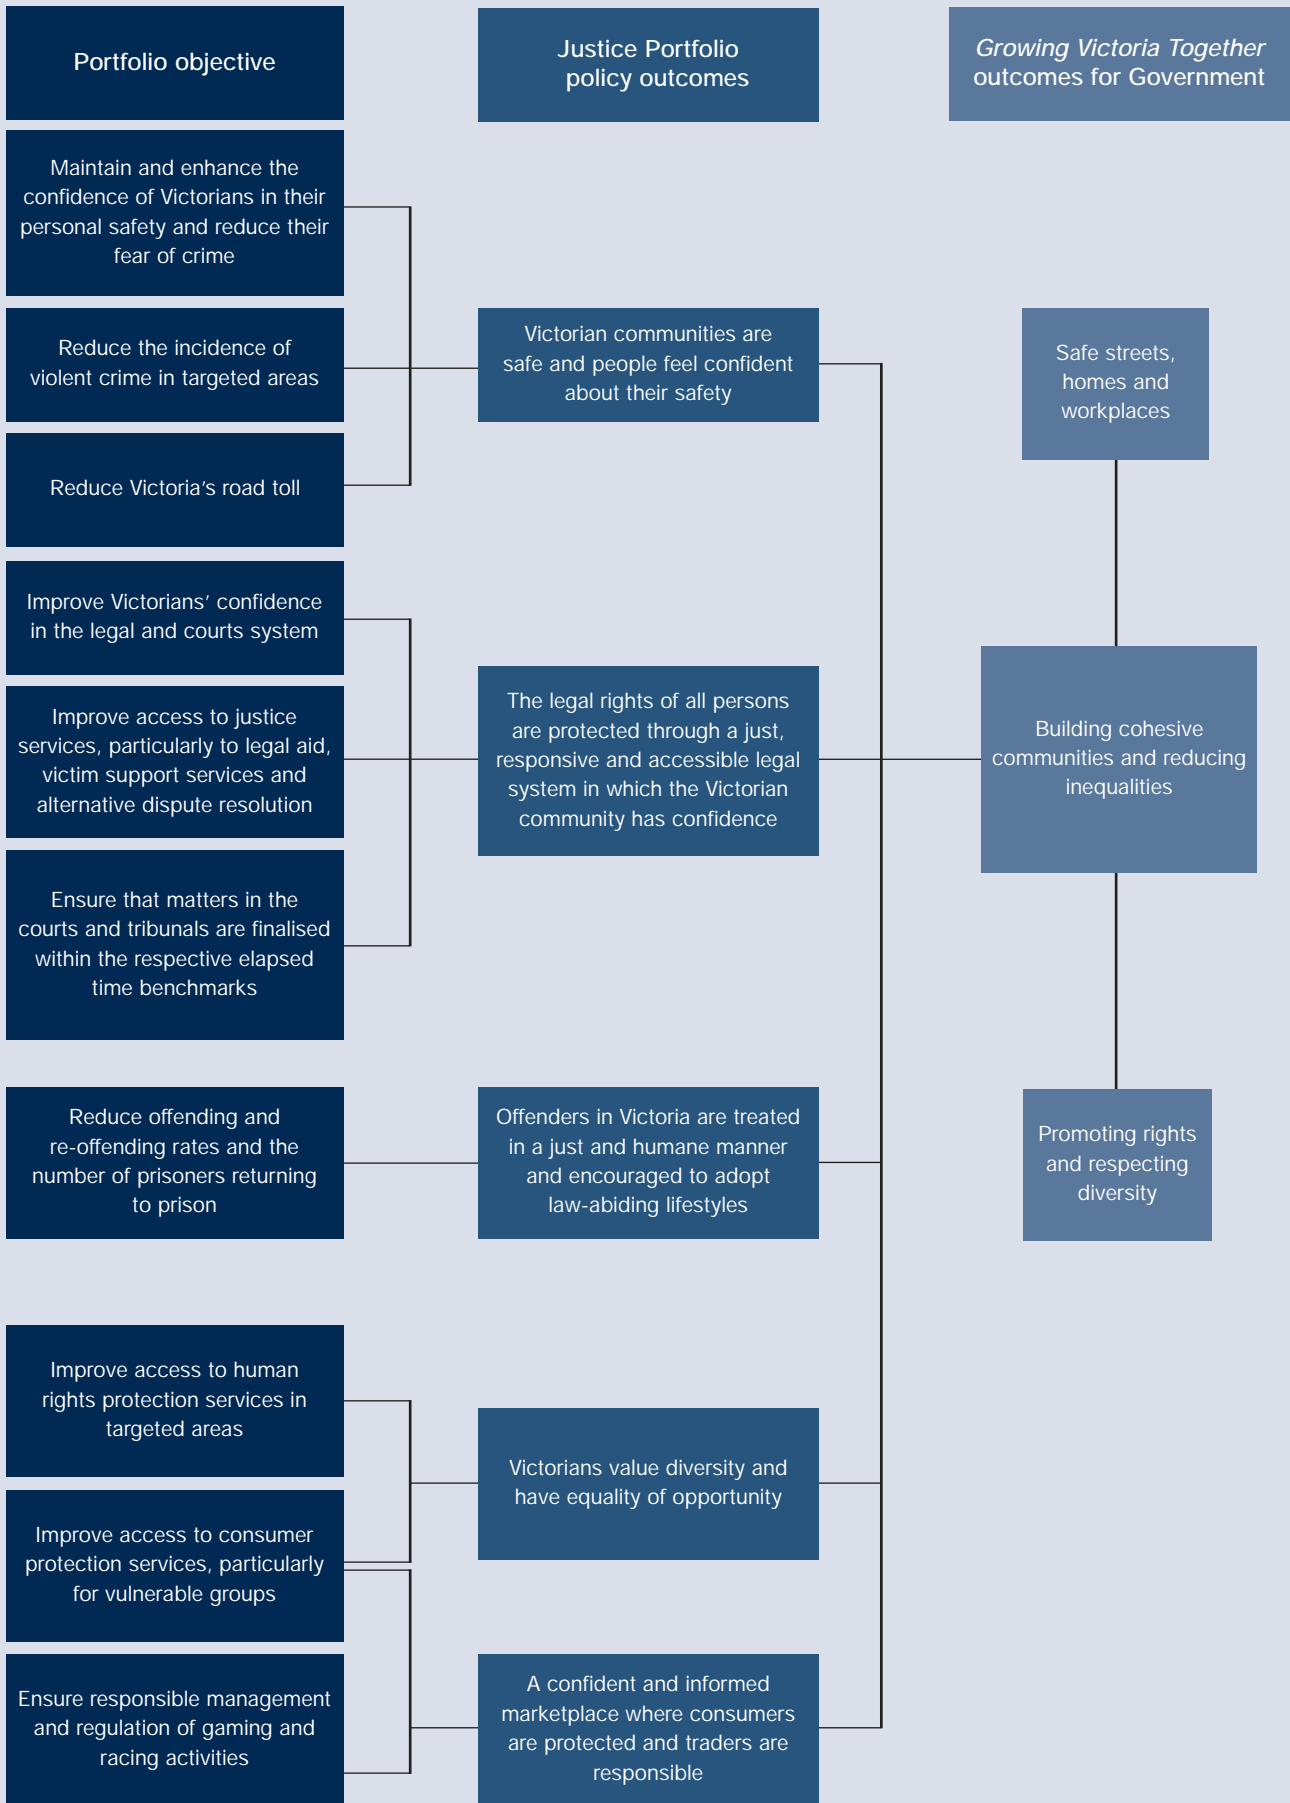 Portfolio objective
Justice Portfolio
policy outcomes
Growing Victoria Together
outcomes for Government
Maintain and enhance the
confidence of Victorians in their
personal safety and reduce their
fear of crime
Reduce the incidence of
violent crime in targeted areas
Reduce Victoria’s road toll
Victorian communities are
safe and people feel confident
about their safety
Safe streets,
homes and
workplaces
Improve Victorians’ confidence
in the legal and courts system
Improve access to justice
services, particularly to legal aid,
victim support services and
alternative dispute resolution
Ensure that matters in the
courts and tribunals are finalised
within the respective elapsed
time benchmarks
The legal rights of all persons
are protected through a just,
responsive and accessible legal
system in which the Victorian
community has confidence
Building cohesive
communities and reducing
inequalities
Reduce offending and
re-offending rates and the
number of prisoners returning
to prison
Offenders in Victoria are treated
in a just and humane manner
and encouraged to adopt
law-abiding lifestyles
Promoting rights
and respecting
diversity
Improve access to human
rights protection services in
targeted areas
Improve access to consumer
protection services, particularly
for vulnerable groups
Victorians value diversity and
have equality of opportunity
Ensure responsible management
and regulation of gaming and
racing activities
A confident and informed
marketplace where consumers
are protected and traders are
responsible